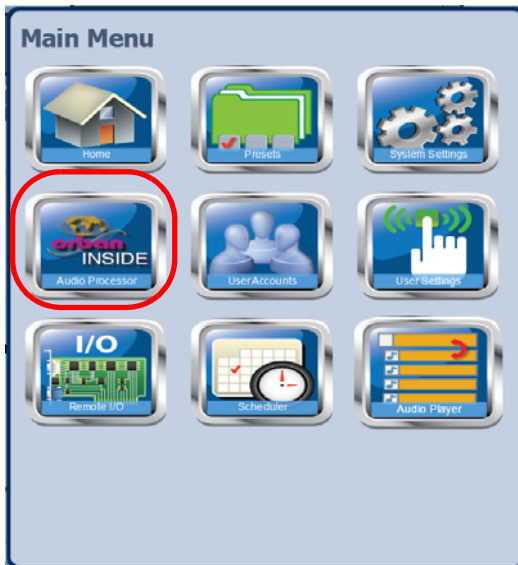 Main Menu
Home
Presets
System Settings
orban
INSIDE
Audio Processor
User Accounts
User Settings
I/O
Remote I/O
Scheduler
Audio Player